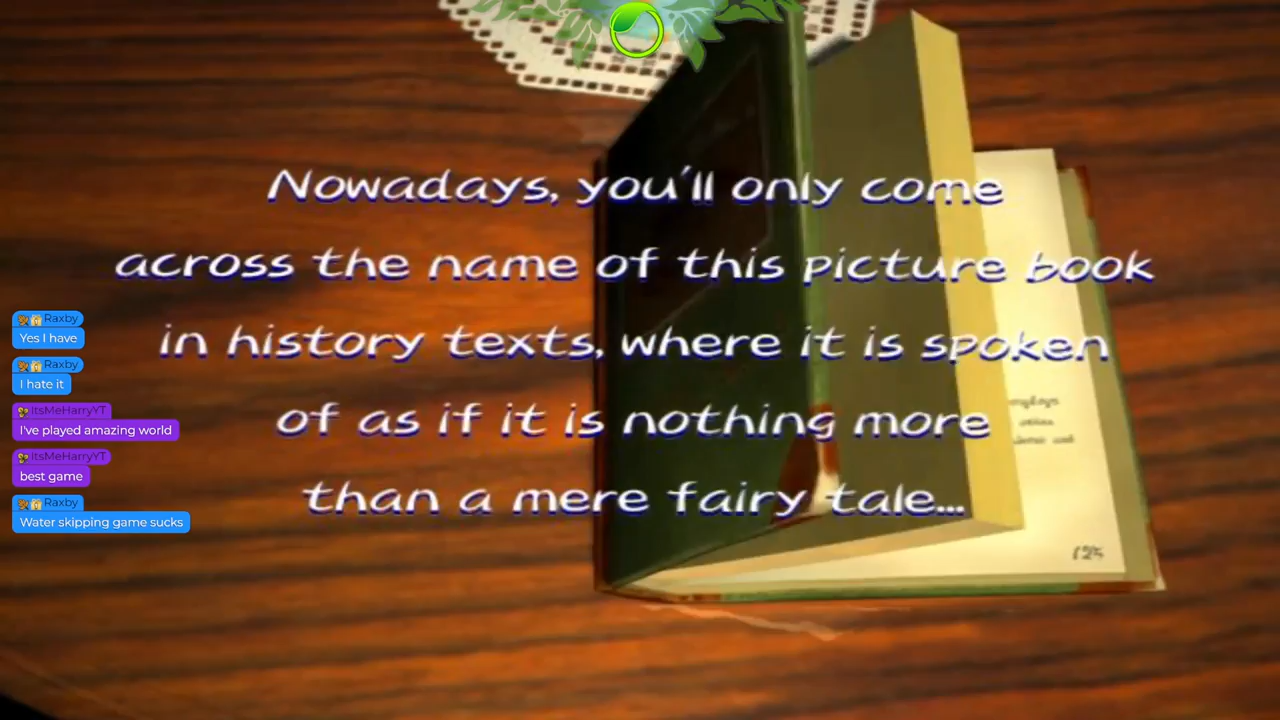 Nowadays, you'll only come
across the name of this picture book
in history texts, where it is spoken
of as if it is nothing more
than a mere fairy tale...
Raxby
Yes I have
Raxby
I hate it
ItsMeHarryYT
I've played amazing world
ItsMeHarryYT
best game
Raxby
Water skipping game sucks